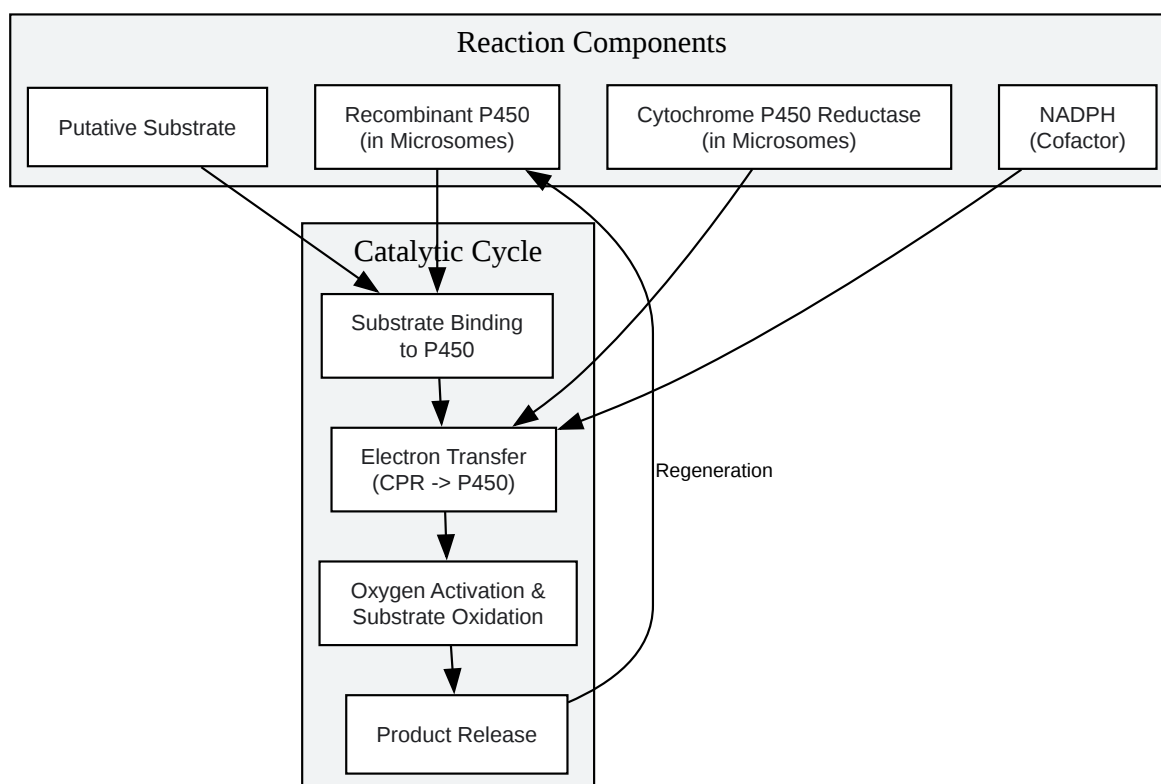 Reaction Components
Putative Substrate
Recombinant P450
(in Microsomes)
Cytochrome P450 Reductase
(in Microsomes)
NADPH
(Cofactor)
Catalytic Cycle
Substrate Binding
to P450
Electron Transfer
(CPR -> P450)
Regeneration
Oxygen Activation &
Substrate Oxidation
Product Release